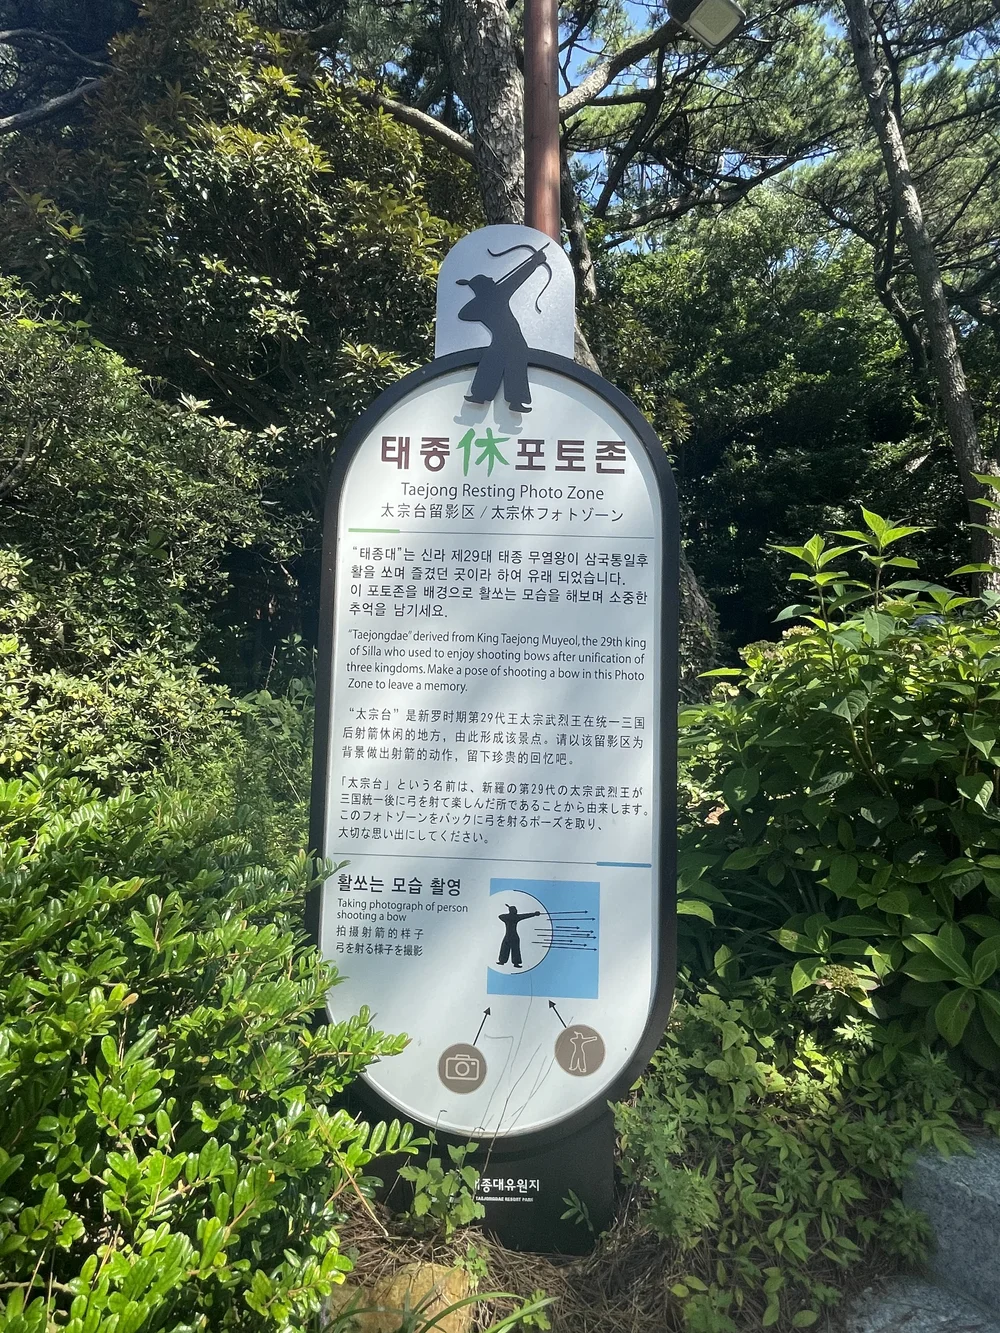 태종休포토존
Taejong Resting Photo Zone
太宗台留影区 / 太宗休フォトゾーン
“태종대”는 신라 제29대 태종 무열왕이 삼국통일후
활을 쏘며 즐겼던 곳이라 하여 유래 되었습니다.
이 포토존을 배경으로 활쏘는 모습을 해보며 소중한
추억을 남기세요.
“Taejongdae” derived from King Taejong Muyeol, the 29th king
of Silla who used to enjoy shooting bows after unification of
three kingdoms. Make a pose of shooting a bow in this Photo
Zone to leave a memory.
“太宗台” 是新罗时期第29代王太宗武烈王在统一三国
后射箭休闲的地方，由此形成该景点。请以该留影区为
背景做出射箭的动作，留下珍贵的回忆吧。
「太宗台」という名前は、新羅の第29代の太宗武烈王が
三国統一後に弓を射て楽しんだ所であることから由来します。
このフォトゾーンをバックに弓を射るポーズを取り、
大切な思い出にしてください。
활쏘는 모습 촬영
Taking photograph of person
shooting a bow
拍摄射箭的样子
弓を射る様子を撮影
태종대유원지
TAEJONGDAE RESORT PARK